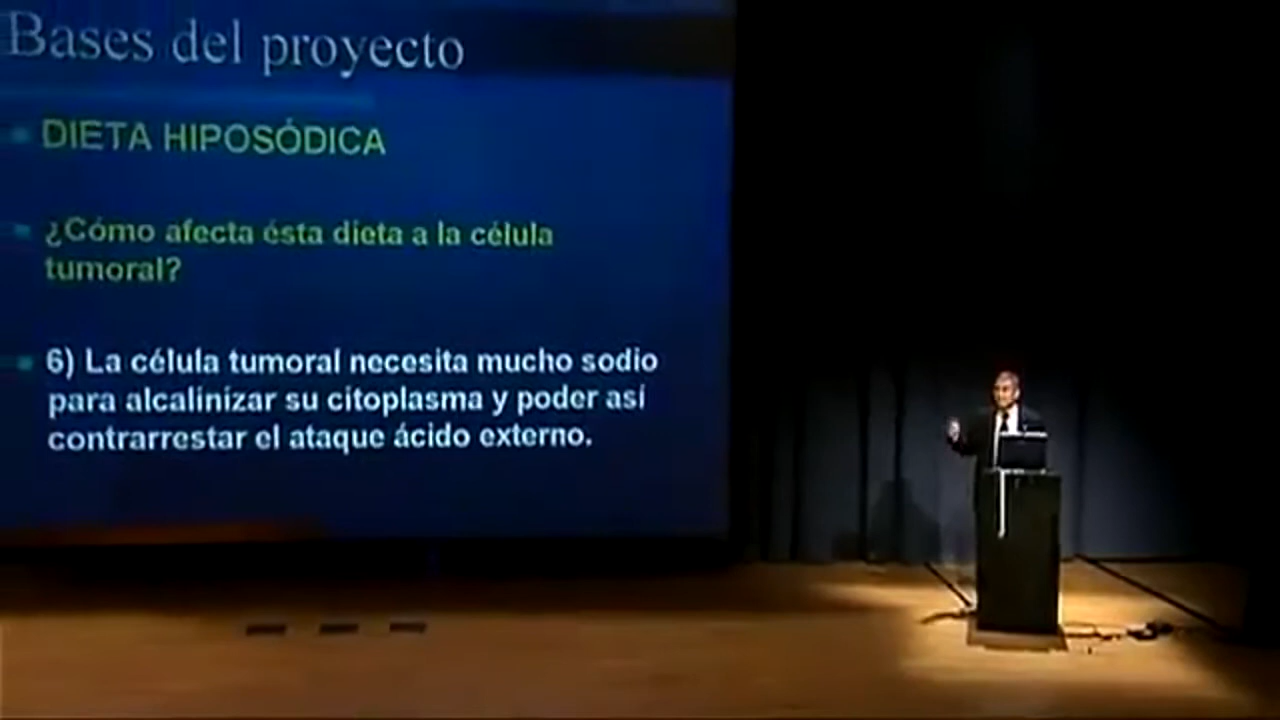 Bases del proyecto
DIETA HIPOSÓDICA
¿Cómo afecta ésta dieta a la célula
tumoral?
6) La célula tumoral necesita mucho sodio
para alcalinizar su citoplasma y poder así
contrarrestar el ataque ácido externo.